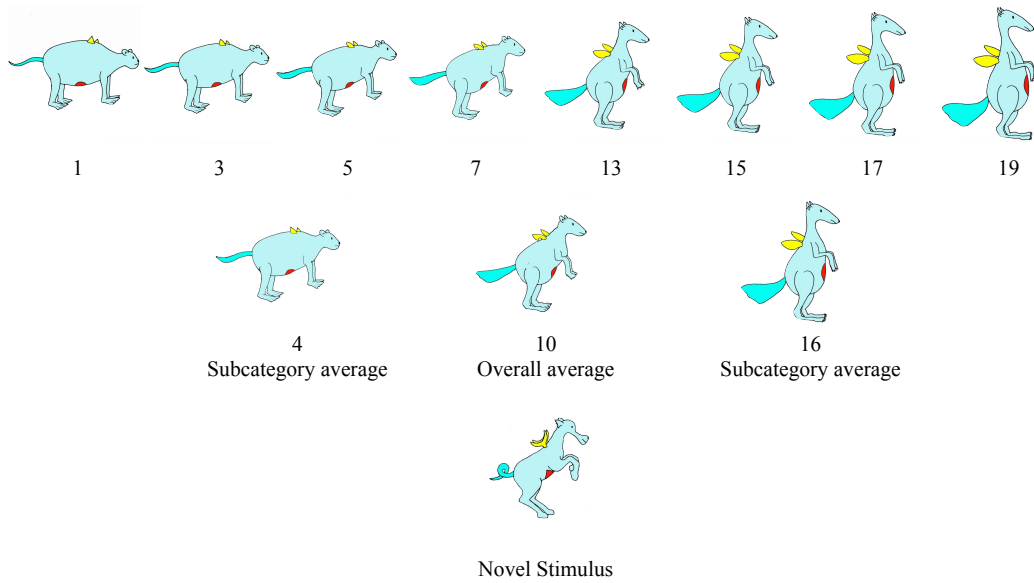 1 3 5 7 13 15 17 19
4 10 16
Subcategory average Overall average Subcategory average
Novel Stimulus